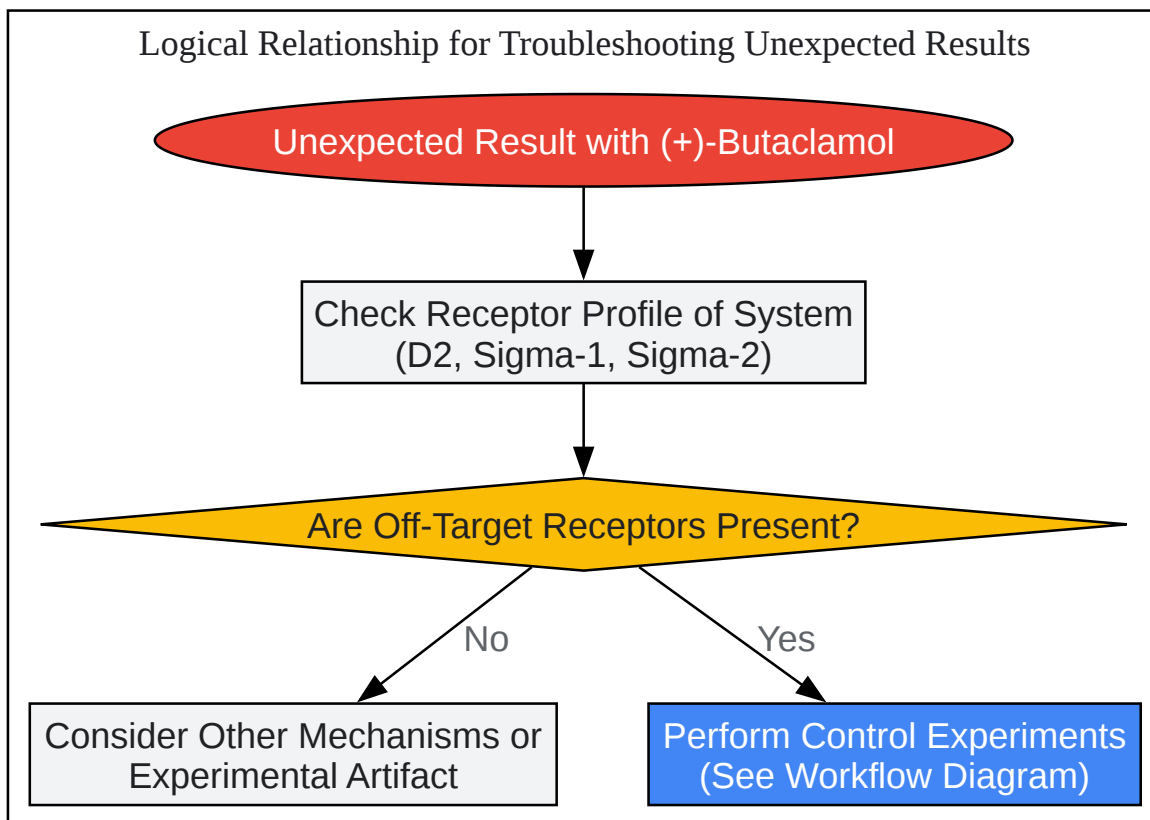 Logical Relationship for Troubleshooting Unexpected Results
Unexpected Result with (+)-Butaclamol
Check Receptor Profile of System
(D2, Sigma-1, Sigma-2)
Are Off-Target Receptors Present?
No
Yes
Consider Other Mechanisms or
Experimental Artifact
Perform Control Experiments
(See Workflow Diagram)